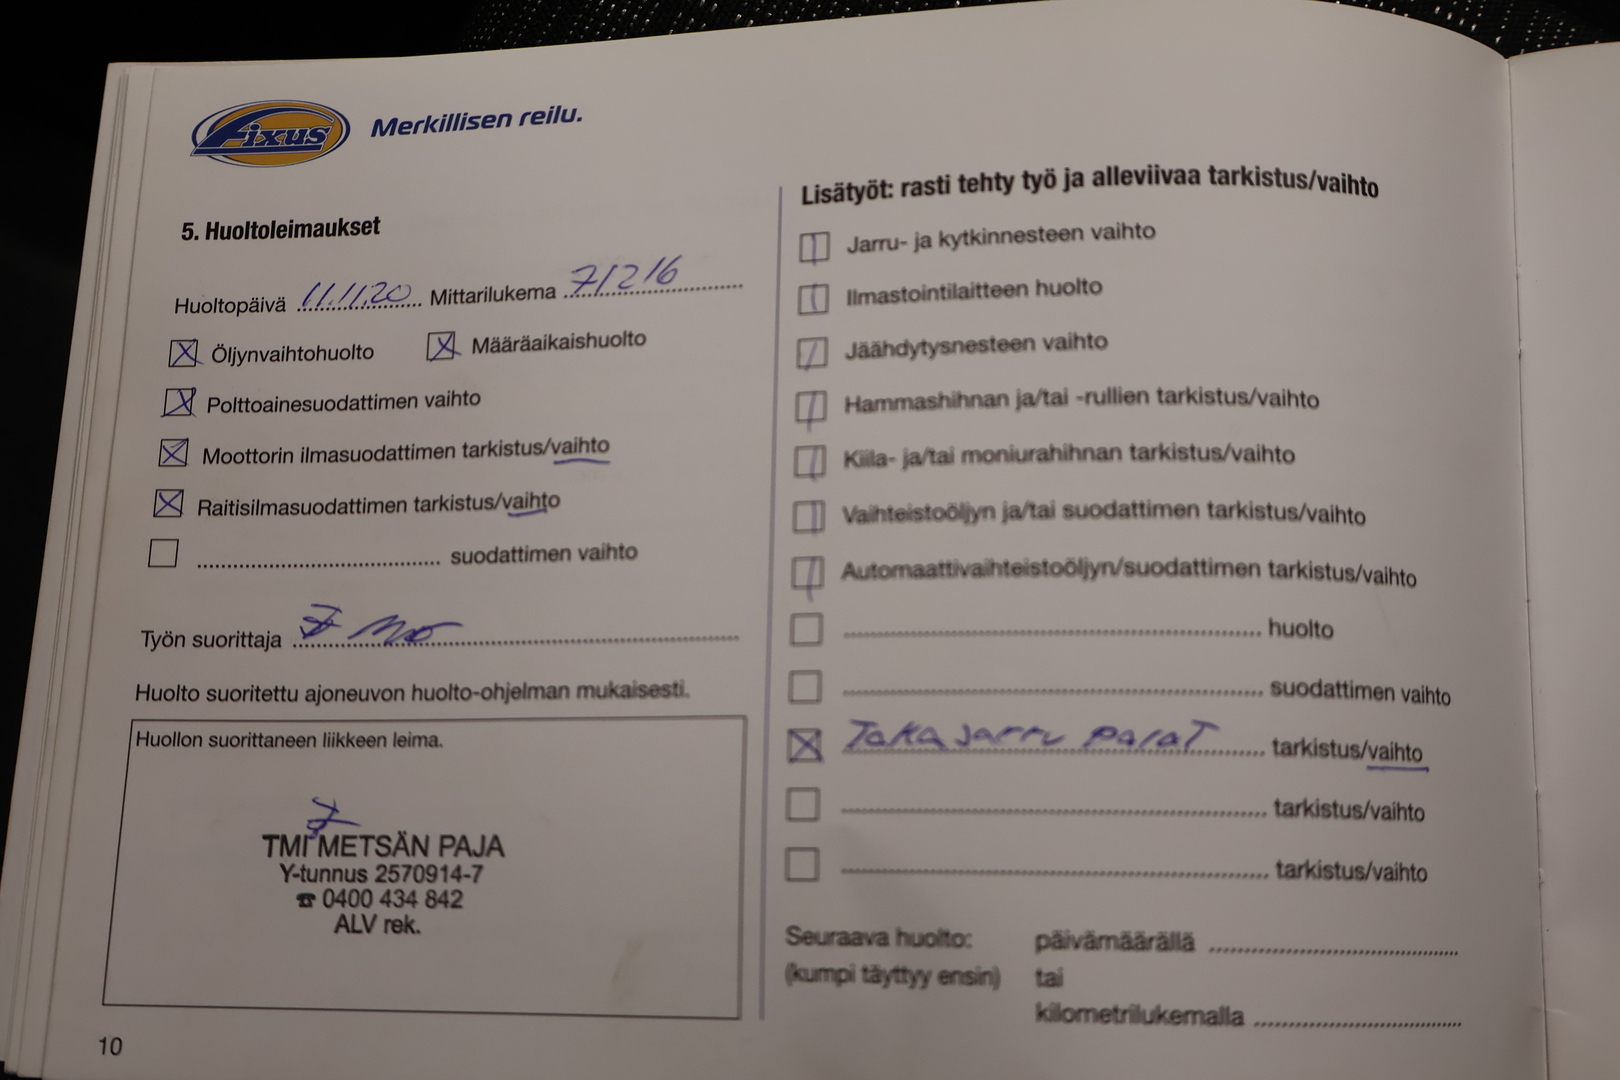 Fixus Merkillisen reilu.
5. Huoltoleimaukset
Huoltopäivä 11.11.20 Mittarilukema 71216
Öljynvaihtohuolto Määräaikaishuolto
Polttoainesuodattimen vaihto
Moottorin ilmasuodattimen tarkistus/vaihto
Raitisilmasuodattimen tarkistus/vaihto
suodattimen vaihto
Työn suorittaja
Huolto suoritettu ajoneuvon huolto-ohjelman mukaisesti.
Huollon suorittaneen liikkeen leima.
TMI METSÄN PAJA
Y-tunnus 2570914-7
☎ 0400 434 842
ALV rek.
10
Lisätyöt: rasti tehty työ ja alleviivaa tarkistus/vaihto
Jarru- ja kytkinnesteen vaihto
Ilmastointilaitteen huolto
Jäähdytysnesteen vaihto
Hammashihnan ja/tai -rullien tarkistus/vaihto
Kiila- ja/tai moniurahihnan tarkistus/vaihto
Vaihteistoöljyn ja/tai suodattimen tarkistus/vaihto
Automaattivaihteistoöljyn/suodattimen tarkistus/vaihto
huolto
suodattimen vaihto
Taka jarru palat tarkistus/vaihto
tarkistus/vaihto
tarkistus/vaihto
Seuraava huolto: päivämäärällä
(kumpi täyttyy ensin) tai
kilometrilukemalla